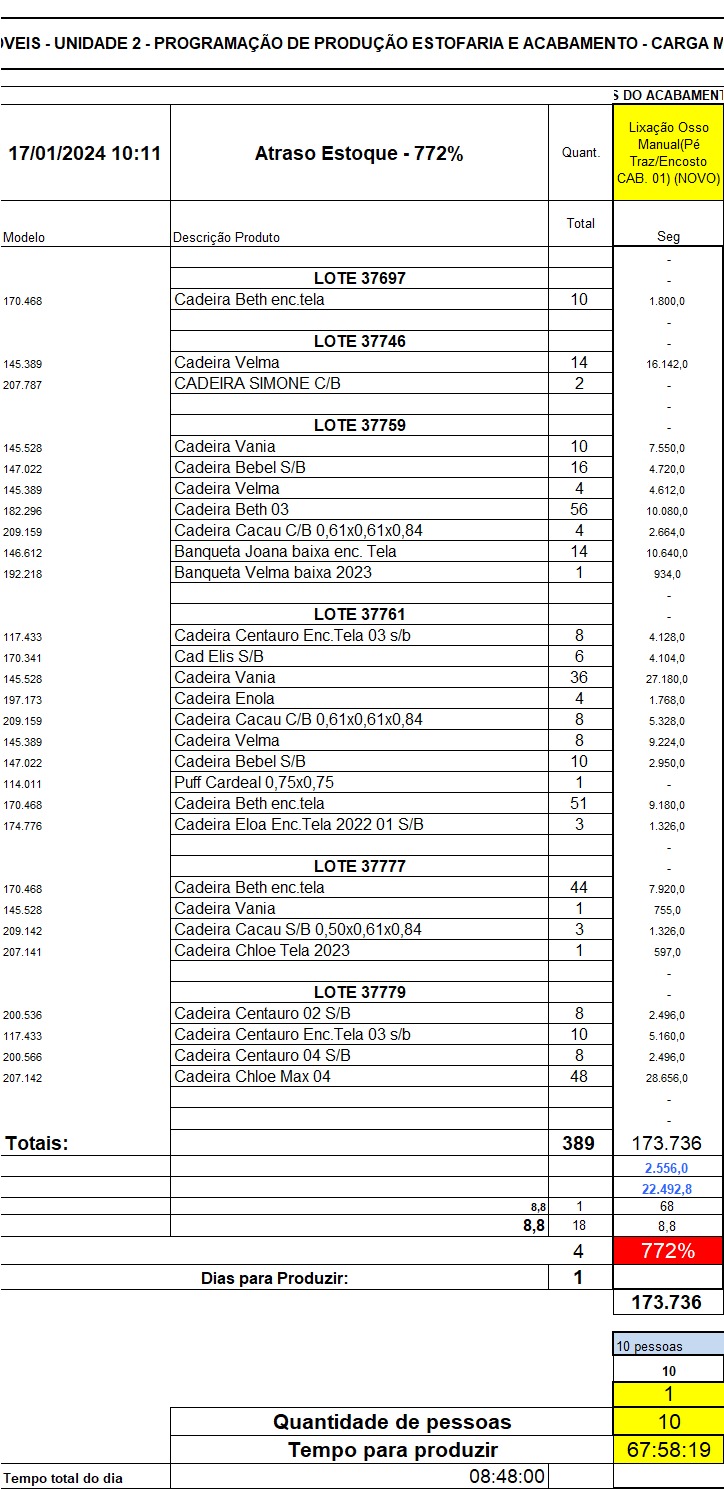 OVEIS - UNIDADE 2 - PROGRAMAÇÃO DE PRODUÇÃO ESTOFARIA E ACABAMENTO - CARGA M
S DO ACABAMENT
17/01/2024 10:11 Atraso Estoque - 772% Quant. Lixação Osso
Manual(Pé
Traz/Encosto
CAB. 01) (NOVO)
Modelo Descrição Produto Total Seg
-
LOTE 37697 -
170.468 Cadeira Beth enc.tela 10 1.800,0
-
LOTE 37746 -
145.389 Cadeira Velma 14 16.142,0
207.787 CADEIRA SIMONE C/B 2 -
-
LOTE 37759 -
145.528 Cadeira Vania 10 7.550,0
147.022 Cadeira Bebel S/B 16 4.720,0
145.389 Cadeira Velma 4 4.612,0
182.296 Cadeira Beth 03 56 10.080,0
209.159 Cadeira Cacau C/B 0,61x0,61x0,84 4 2.664,0
146.612 Banqueta Joana baixa enc. Tela 14 10.640,0
192.218 Banqueta Velma baixa 2023 1 934,0
-
LOTE 37761 -
117.433 Cadeira Centauro Enc.Tela 03 s/b 8 4.128,0
170.341 Cad Elis S/B 6 4.104,0
145.528 Cadeira Vania 36 27.180,0
197.173 Cadeira Enola 4 1.768,0
209.159 Cadeira Cacau C/B 0,61x0,61x0,84 8 5.328,0
145.389 Cadeira Velma 8 9.224,0
147.022 Cadeira Bebel S/B 10 2.950,0
114.011 Puff Cardeal 0,75x0,75 1 -
170.468 Cadeira Beth enc.tela 51 9.180,0
174.776 Cadeira Eloa Enc.Tela 2022 01 S/B 3 1.326,0
-
LOTE 37777 -
170.468 Cadeira Beth enc.tela 44 7.920,0
145.528 Cadeira Vania 1 755,0
209.142 Cadeira Cacau S/B 0,50x0,61x0,84 3 1.326,0
207.141 Cadeira Chloe Tela 2023 1 597,0
-
LOTE 37779 -
200.536 Cadeira Centauro 02 S/B 8 2.496,0
117.433 Cadeira Centauro Enc.Tela 03 s/b 10 5.160,0
200.566 Cadeira Centauro 04 S/B 8 2.496,0
207.142 Cadeira Chloe Max 04 48 28.656,0
-
-
Totais: 389 173.736
2.556,0
22.492,8
8,8 1 68
8,8 18 8,8
4 772%
Dias para Produzir: 1
173.736
10 pessoas
10
1
Quantidade de pessoas 10
Tempo para produzir 67:58:19
Tempo total do dia 08:48:00